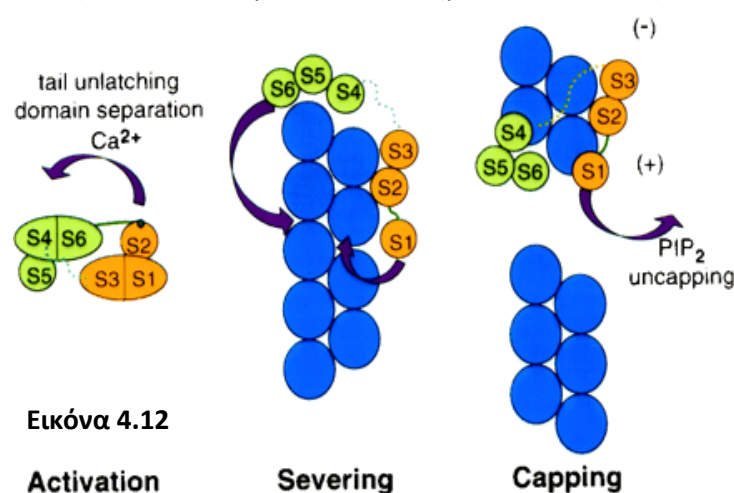 tail unlatching
domain separation
Ca2+
S4 S6 S2
S5 S3 S1
S6 S5 S4
S3
S2
S1
(-)
S3
S4 S2
S5 S6 S1 (+)
PIP2
uncapping
Εικόνα 4.12
Activation Severing Capping